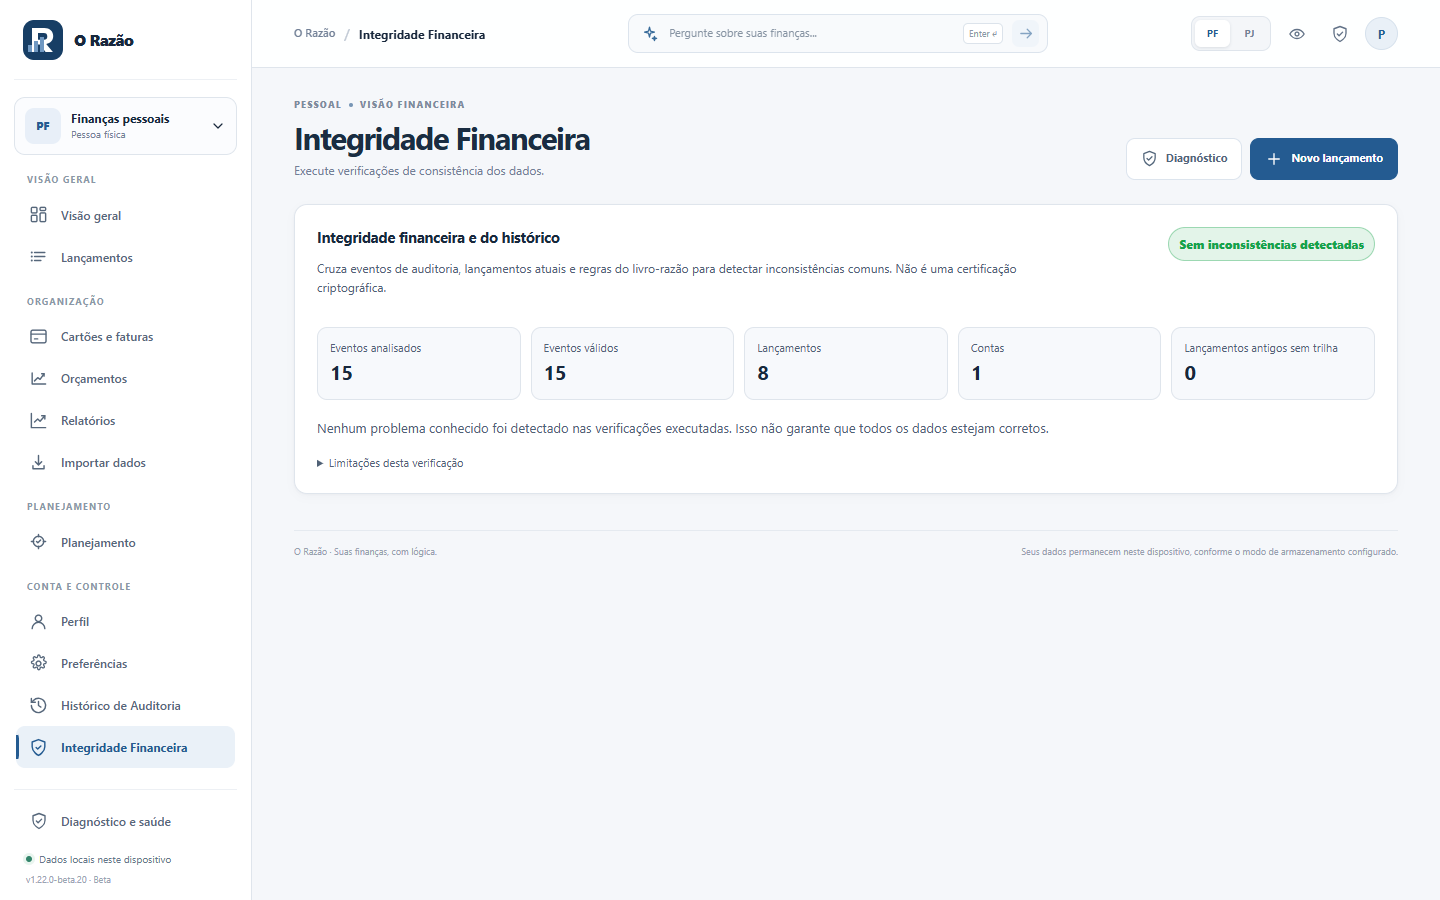 O Razão
PF
Finanças pessoais
Pessoa física
VISÃO GERAL
Visão geral
Lançamentos
ORGANIZAÇÃO
Cartões e faturas
Orçamentos
Relatórios
Importar dados
PLANEJAMENTO
Planejamento
CONTA E CONTROLE
Perfil
Preferências
Histórico de Auditoria
Integridade Financeira
Diagnóstico e saúde
Dados locais neste dispositivo
v1.22.0-beta.20 · Beta
O Razão / Integridade Financeira
Pergunte sobre suas finanças...
Enter ↵
PF PJ
P
PESSOAL • VISÃO FINANCEIRA
Integridade Financeira
Execute verificações de consistência dos dados.
Diagnóstico
Novo lançamento
Integridade financeira e do histórico
Sem inconsistências detectadas
Cruza eventos de auditoria, lançamentos atuais e regras do livro-razão para detectar inconsistências comuns. Não é uma certificação
criptográfica.
Eventos analisados
15
Eventos válidos
15
Lançamentos
8
Contas
1
Lançamentos antigos sem trilha
0
Nenhum problema conhecido foi detectado nas verificações executadas. Isso não garante que todos os dados estejam corretos.
Limitações desta verificação
O Razão · Suas finanças, com lógica.
Seus dados permanecem neste dispositivo, conforme o modo de armazenamento configurado.